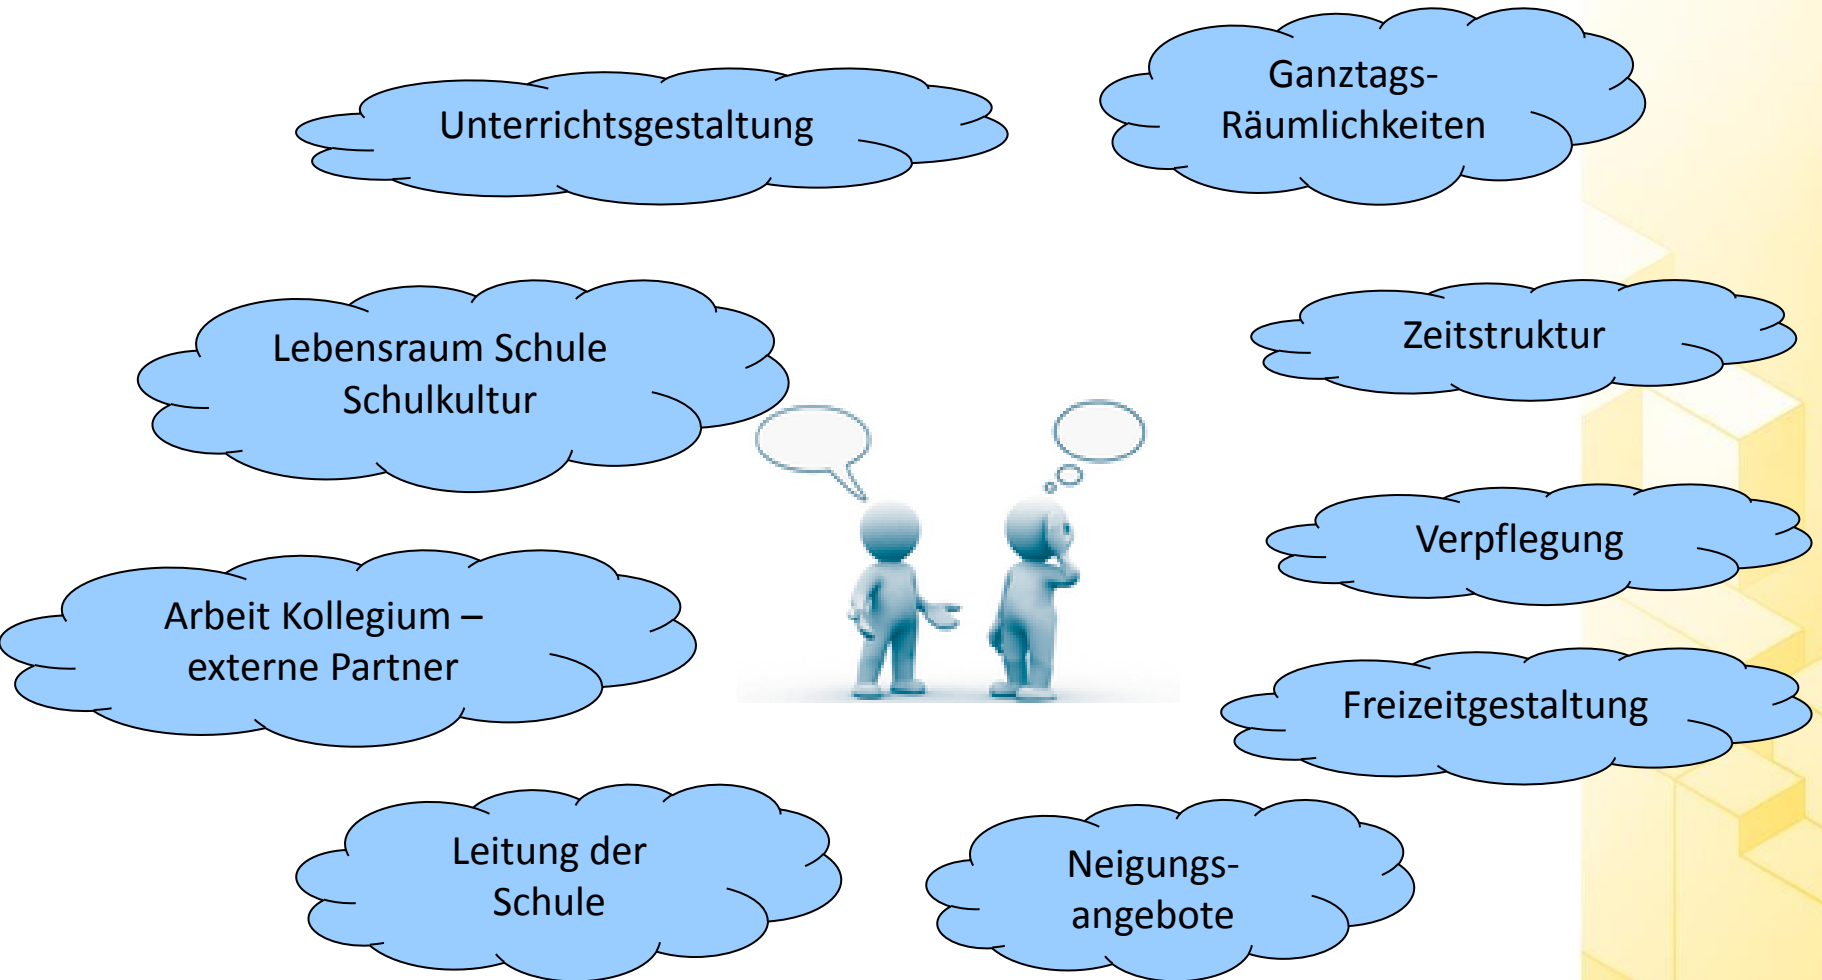 Unterrichtsgestaltung
Ganztags-
Räumlichkeiten
Lebensraum Schule
Schulkultur
Zeitstruktur
Arbeit Kollegium –
externe Partner
Verpflegung
Freizeitgestaltung
Leitung der
Schule
Neigungs-
angebote